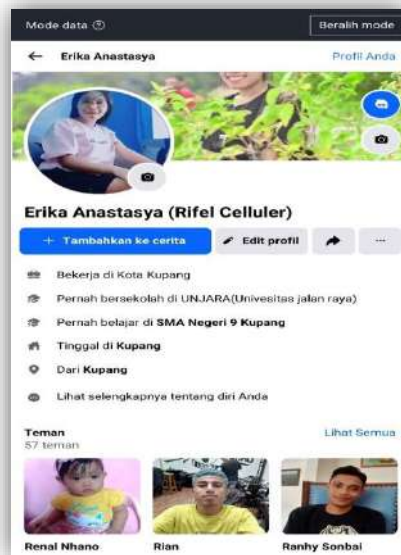 Mode data
Beralih mode
Erika Anastasya
Profil Anda
Erika Anastasya (Rifel Celluler)
+ Tambahkan ke cerita
Edit profil
Bekerja di Kota Kupang
Pernah bersekolah di UNJARA(Univesitas jalan raya)
Pernah belajar di SMA Negeri 9 Kupang
Tinggal di Kupang
Dari Kupang
Lihat selengkapnya tentang diri Anda
Teman
Lihat Semua
57 teman
Renal Nhano
Rian
Ranhy Sonbai